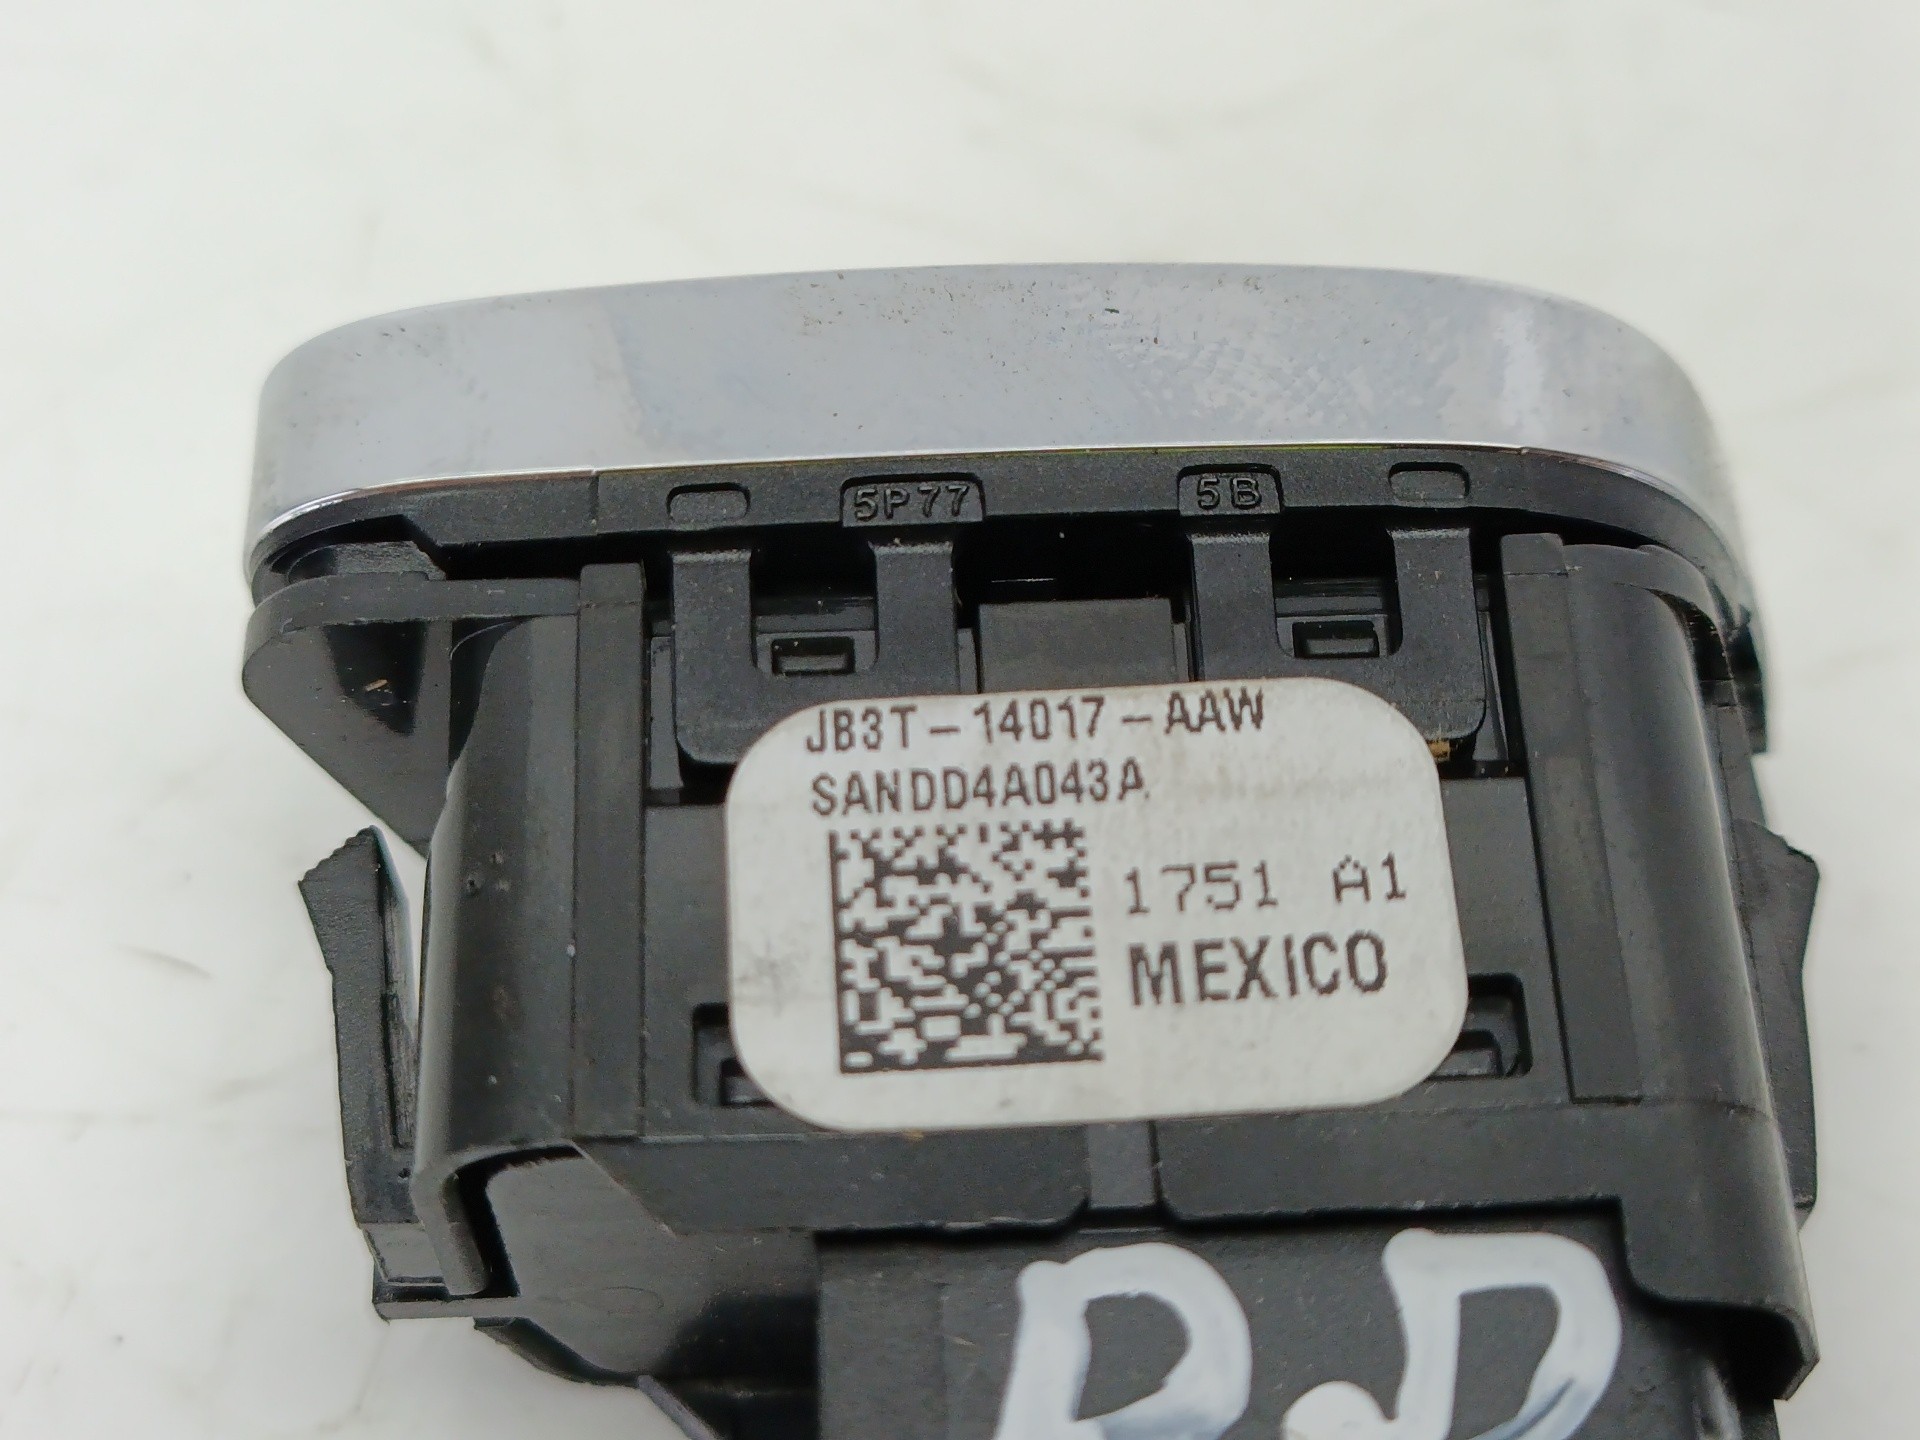 5P77 5B
JB3T-14017-AAW
SANDD4A043A
1751 A1
MEXICO